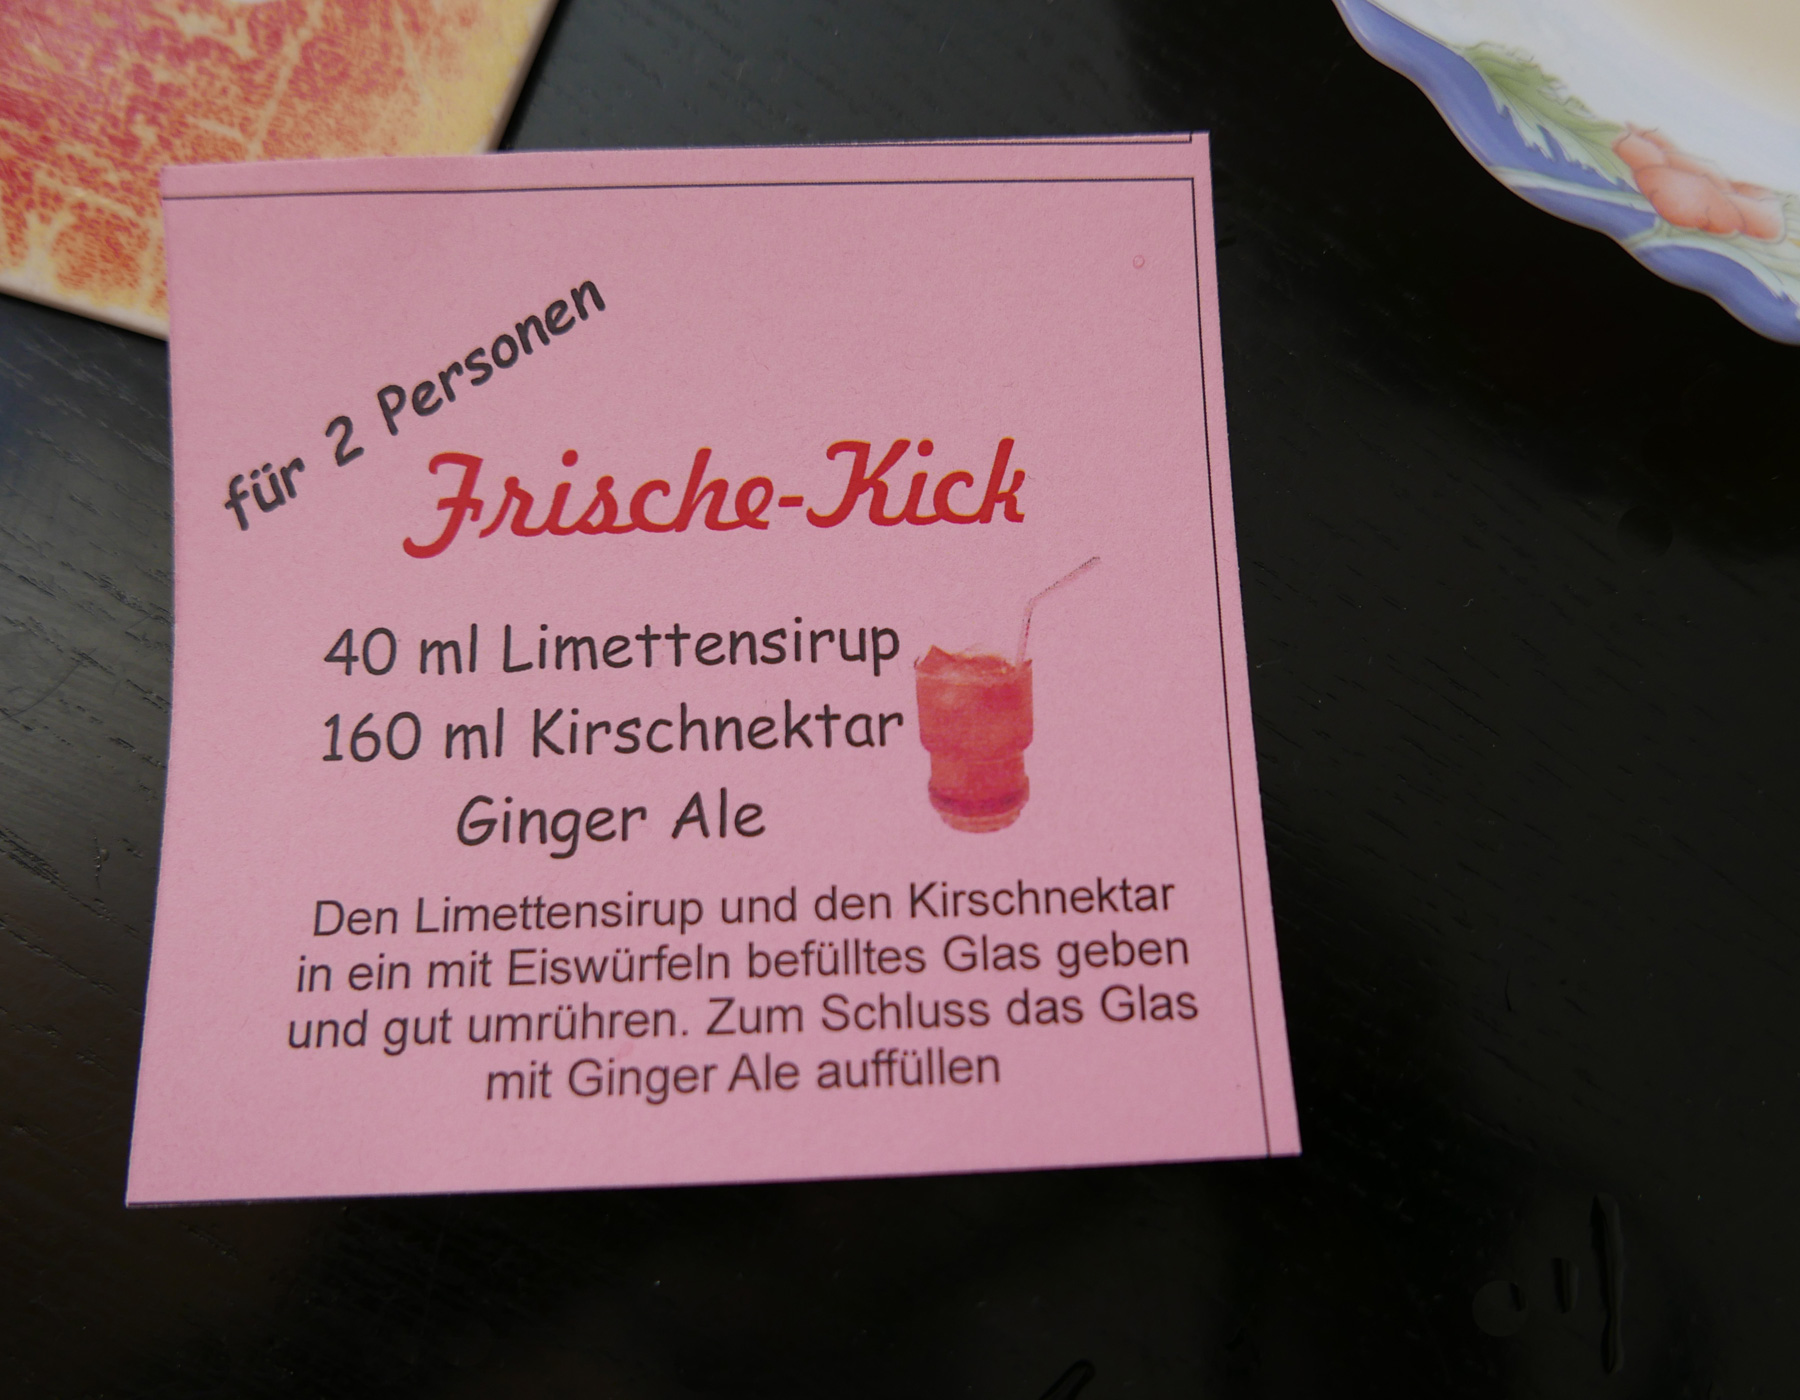 für 2 Personen
Frische-Kick
40 ml Limettensirup
160 ml Kirschnektar
Ginger Ale
Den Limettensirup und den Kirschnektar
in ein mit Eiswürfeln befülltes Glas geben
und gut umrühren. Zum Schluss das Glas
mit Ginger Ale auffüllen